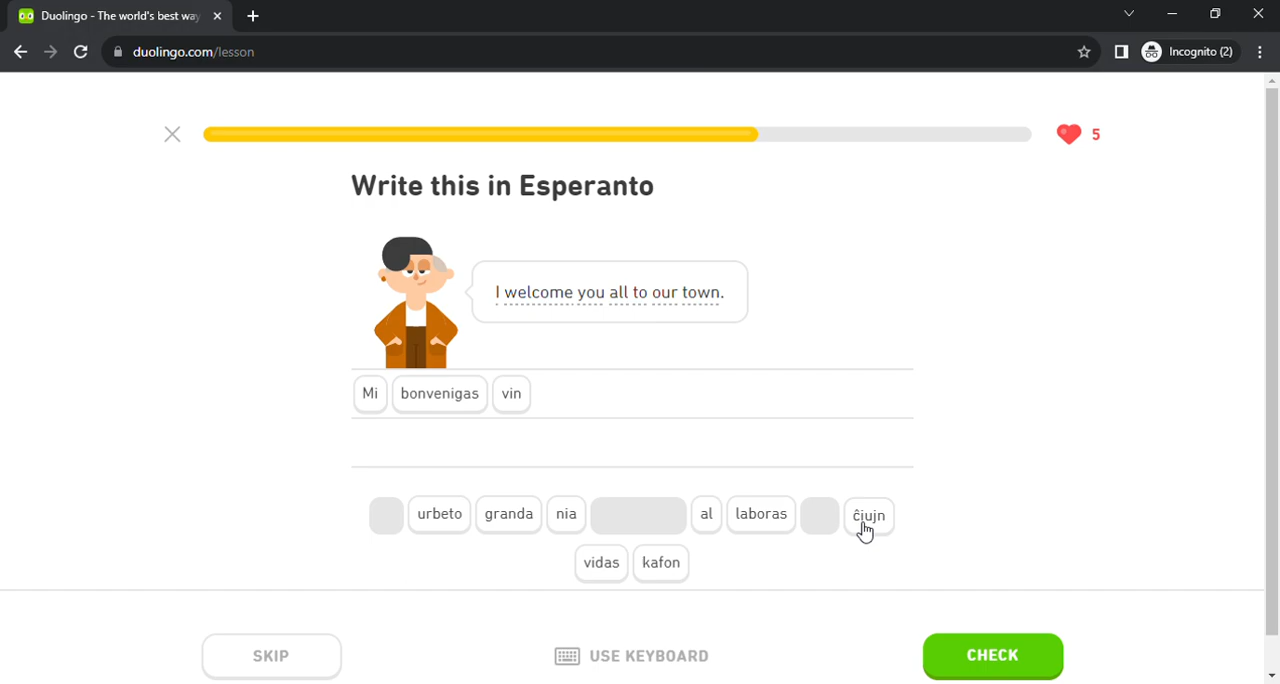 Duolingo - The world's best way
duolingo.com/lesson
Incognito (2)
5
Write this in Esperanto
I welcome you all to our town.
Mi bonvenigas vin
urbeto granda nia al laboras ĉiujn
vidas kafon
SKIP USE KEYBOARD CHECK